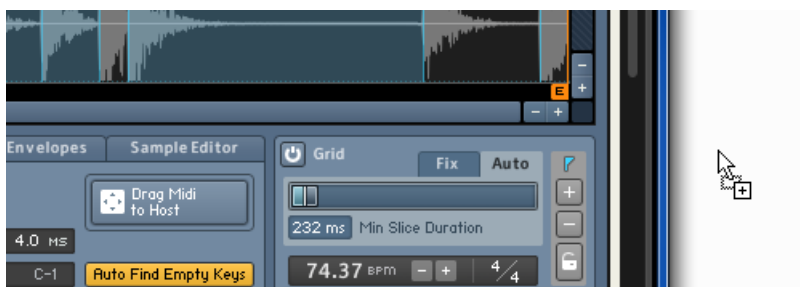 E
Envelopes Sample Editor
Grid
Fix Auto
Drag Midi
to Host
232 ms Min Slice Duration
4.0 ms
74.37 BPM 4/4
C-1 Auto Find Empty Keys